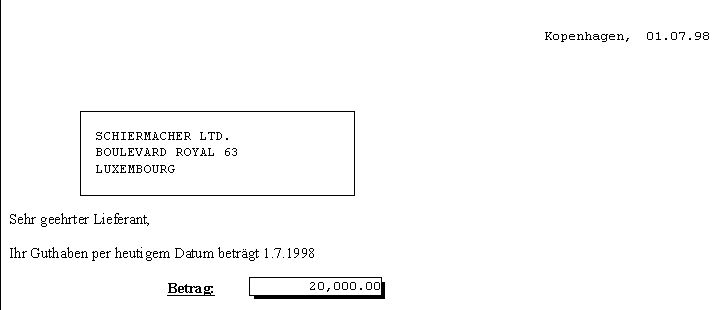 Kopenhagen, 01.07.98
SCHIERMACHER LTD.
BOULEVARD ROYAL 63
LUXEMBOURG
Sehr geehrter Lieferant,
Ihr Guthaben per heutigem Datum beträgt 1.7.1998
Betrag: 20,000.00